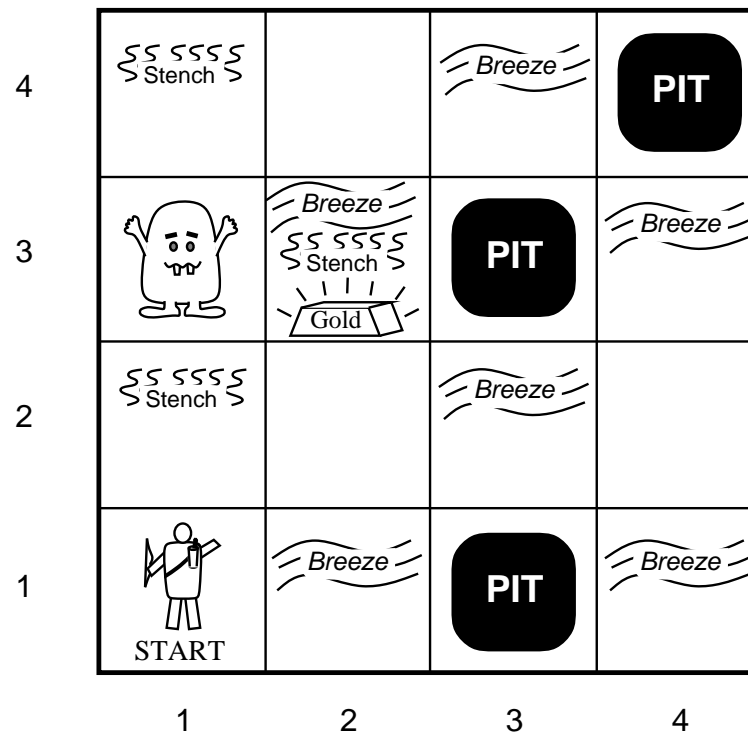 4 Stench Breeze PIT
3 Breeze Stench Gold PIT Breeze
2 Stench Breeze
1 START Breeze PIT Breeze
1 2 3 4